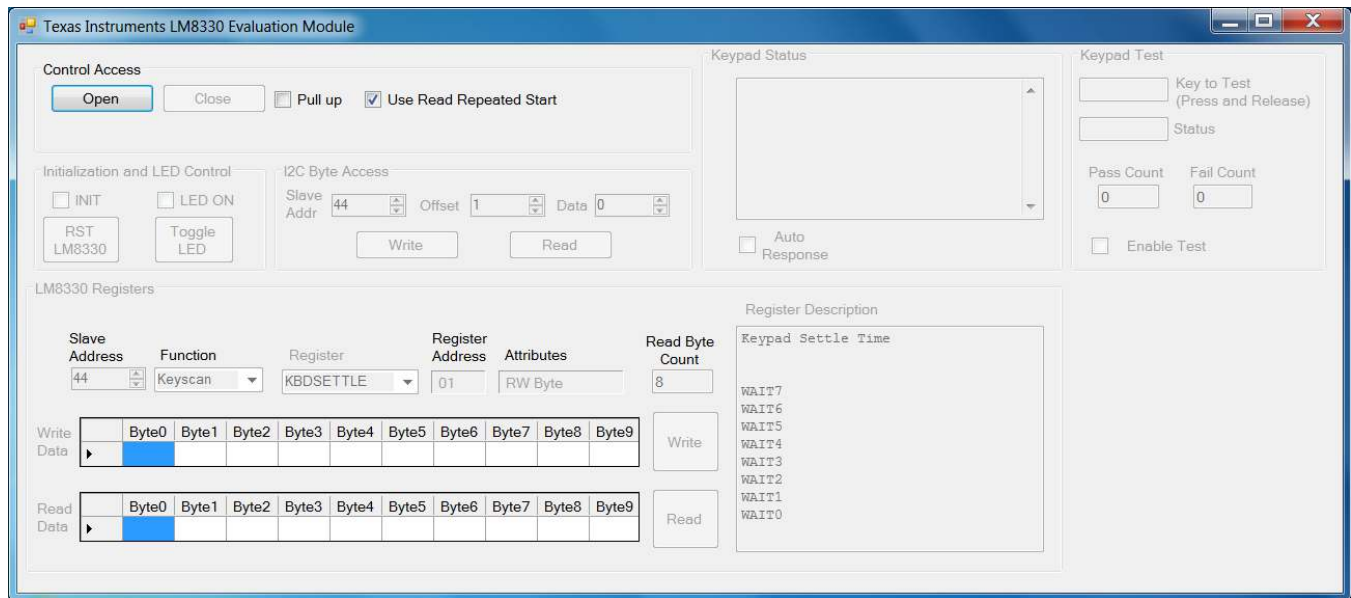 Texas Instruments LM8330 Evaluation Module
Control Access
Open Close Pull up Use Read Repeated Start
Initialization and LED Control
INIT LED ON
RST LM8330
Toggle LED
I2C Byte Access
Slave Addr 44 Offset 1 Data 0
Write Read
Keypad Status
Auto Response
Keypad Test
Key to Test
(Press and Release)
Status
Pass Count Fail Count
0 0
Enable Test
LM8330 Registers
Slave Address Function Register Register Address Attributes Read Byte Count
44 Keyscan KBDSETTLE 01 RW Byte 8
Write Data
Byte0 Byte1 Byte2 Byte3 Byte4 Byte5 Byte6 Byte7 Byte8 Byte9
Write
Read Data
Byte0 Byte1 Byte2 Byte3 Byte4 Byte5 Byte6 Byte7 Byte8 Byte9
Read
Register Description
Keypad Settle Time
WAIT7
WAIT6
WAIT5
WAIT4
WAIT3
WAIT2
WAIT1
WAIT0